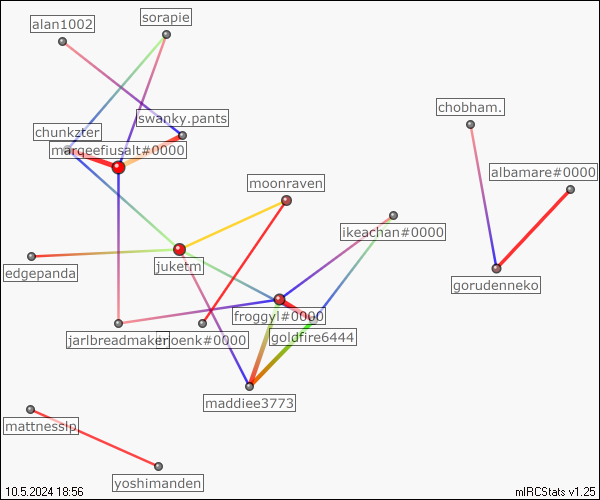 sorapie
alan1002
chobham.
swanky.pants
chunkzter
marqeefiusalt#0000
albamare#0000
moonraven
ikeachan#0000
juketm
edgepanda
gorudenneko
froggyl#0000
goldfire6444
jarlbreadmaker
roenk#0000
maddiee3773
mattnesslp
yoshimanden
10.5.2024 18:56
mIRCStats v1.25